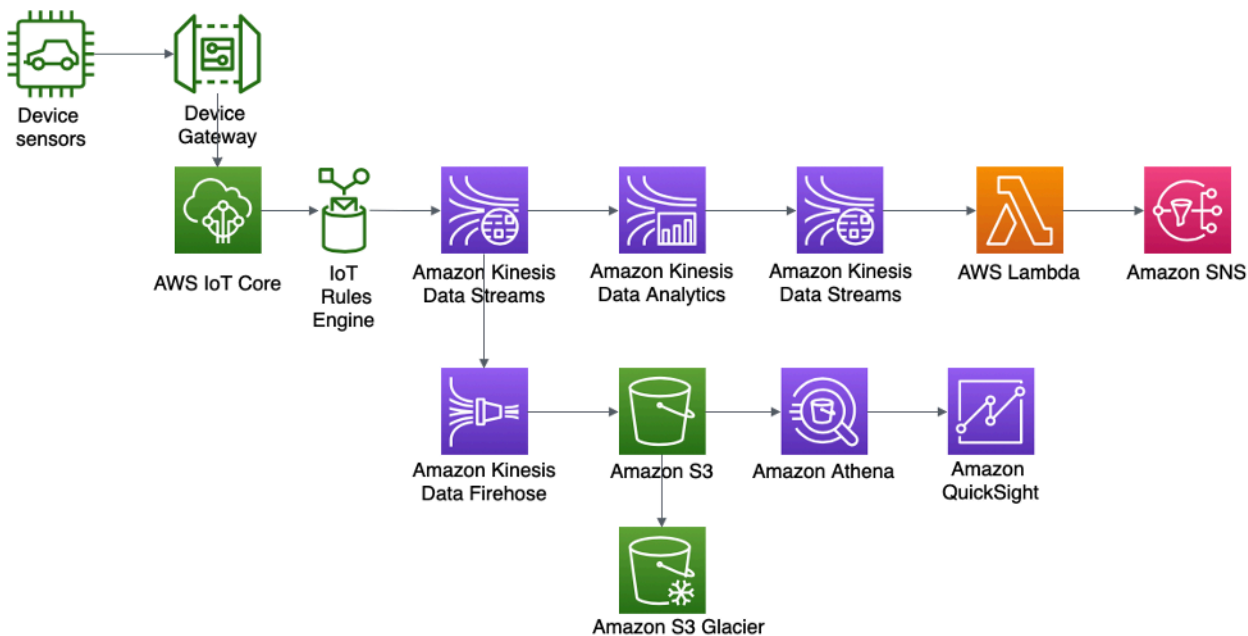 Device
sensors
Device
Gateway
AWS IoT Core
IoT
Rules
Engine
Amazon Kinesis
Data Streams
Amazon Kinesis
Data Analytics
Amazon Kinesis
Data Streams
AWS Lambda
Amazon SNS
Amazon Kinesis
Data Firehose
Amazon S3
Amazon Athena
Amazon
QuickSight
Amazon S3 Glacier